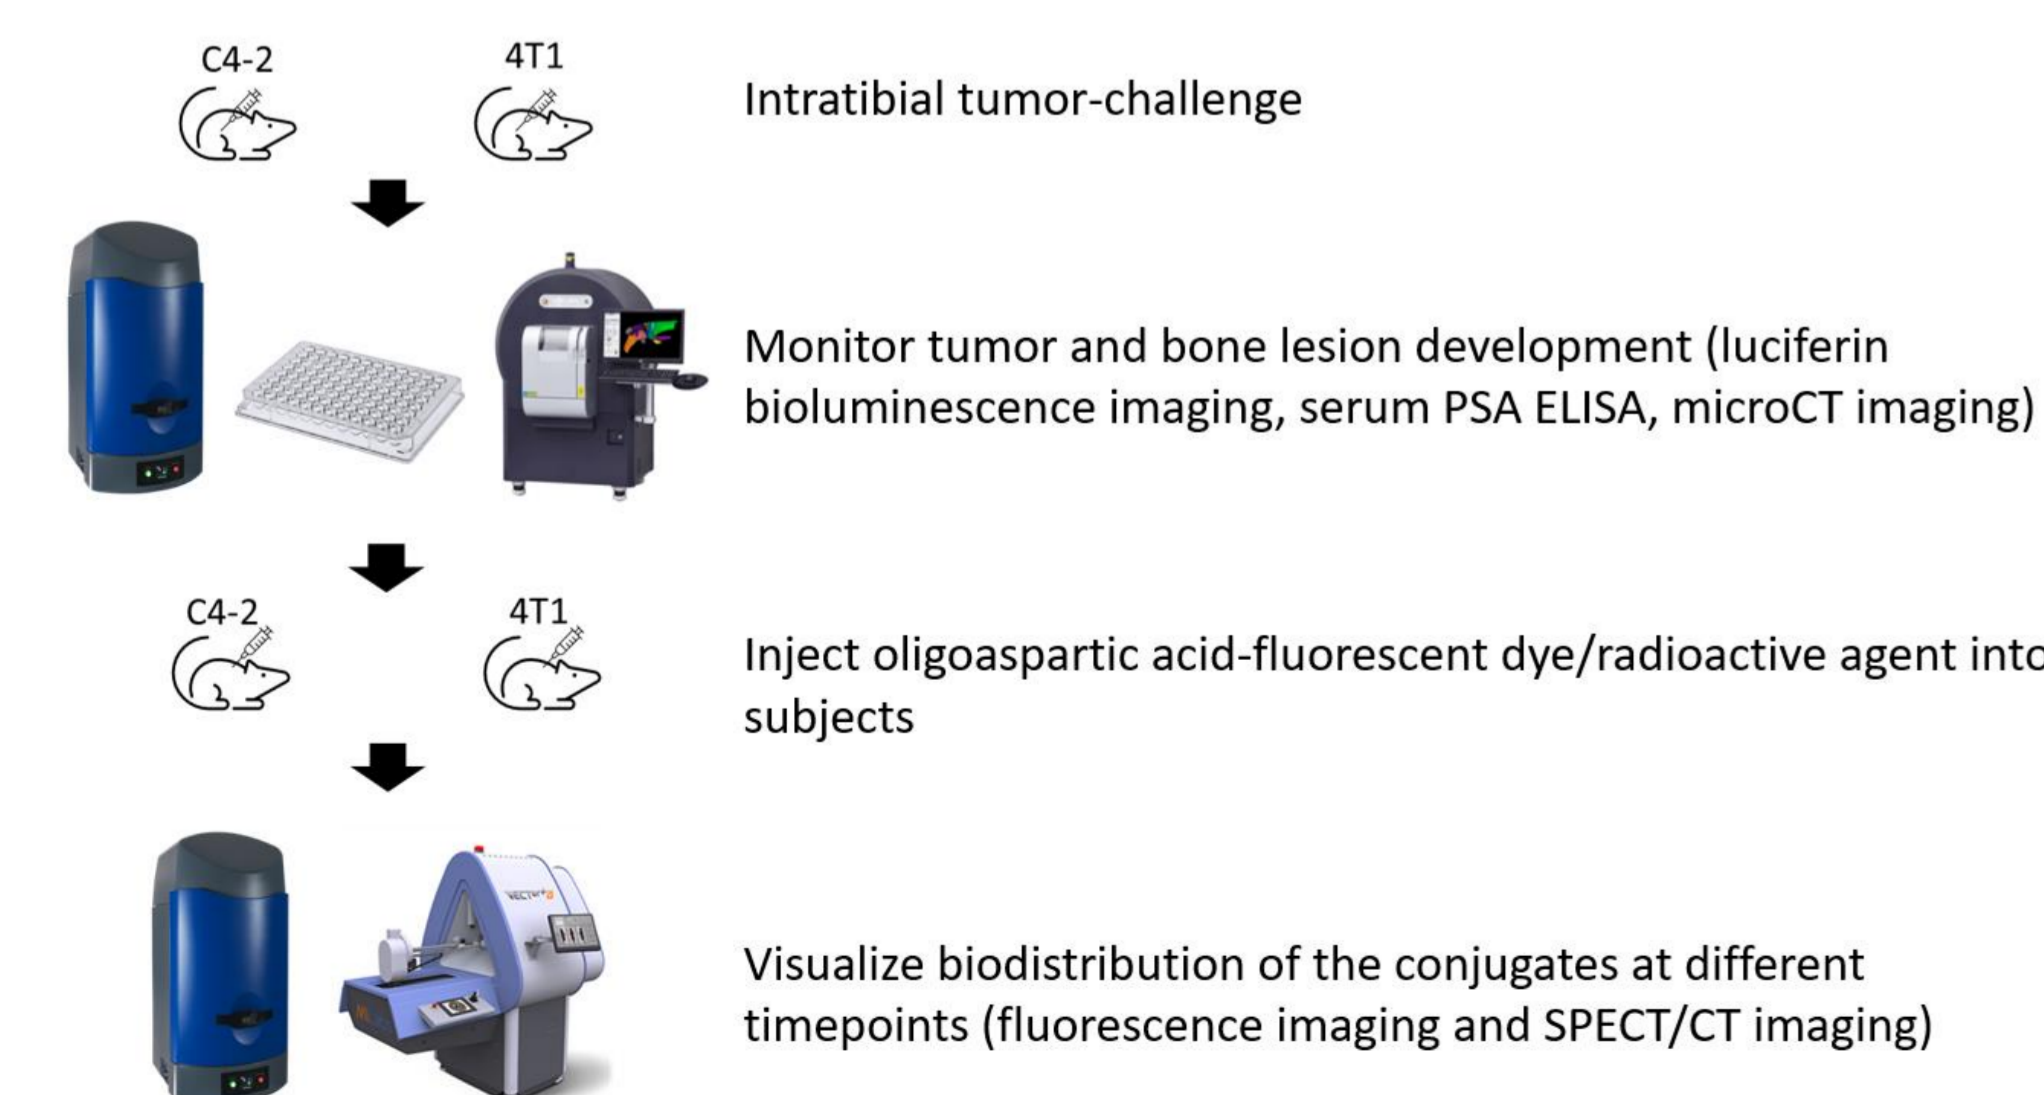 C4-2
4T1
Intratibial tumor-challenge
Monitor tumor and bone lesion development (luciferin
bioluminescence imaging, serum PSA ELISA, microCT imaging)
C4-2
4T1
Inject oligoaspartic acid-fluorescent dye/radioactive agent into
subjects
VECTor
Visualize biodistribution of the conjugates at different
timepoints (fluorescence imaging and SPECT/CT imaging)